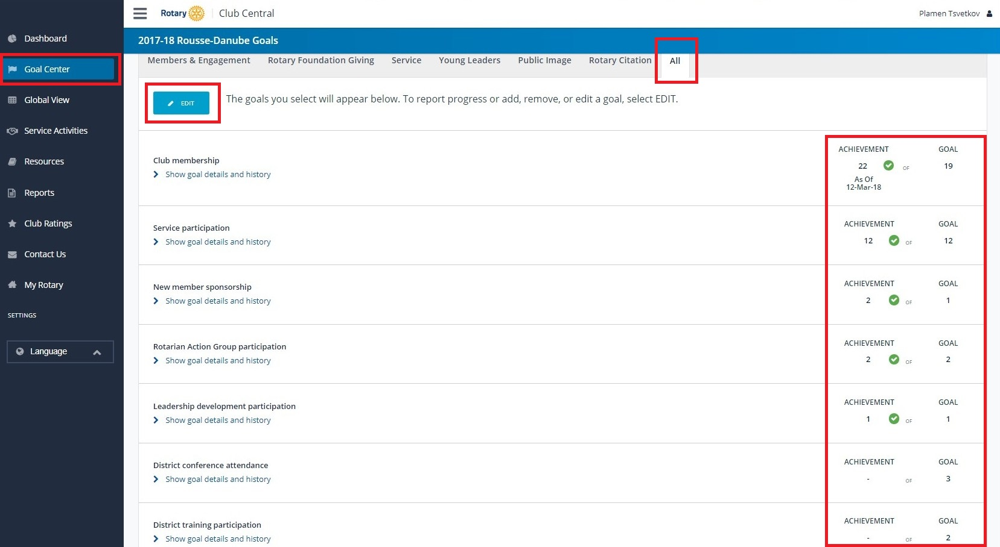 Rotary Club Central
Plamen Tsvetkov
Dashboard
Goal Center
Global View
Service Activities
Resources
Reports
Club Ratings
Contact Us
My Rotary
SETTINGS
Language
2017-18 Rousse-Danube Goals
Members & Engagement Rotary Foundation Giving Service Young Leaders Public Image Rotary Citation All
EDIT
The goals you select will appear below. To report progress or add, remove, or edit a goal, select EDIT.
Club membership
Show goal details and history
ACHIEVEMENT GOAL
22 OF 19
As Of
12-Mar-18
Service participation
Show goal details and history
ACHIEVEMENT GOAL
12 OF 12
New member sponsorship
Show goal details and history
ACHIEVEMENT GOAL
2 OF 1
Rotarian Action Group participation
Show goal details and history
ACHIEVEMENT GOAL
2 OF 2
Leadership development participation
Show goal details and history
ACHIEVEMENT GOAL
1 OF 1
District conference attendance
Show goal details and history
ACHIEVEMENT GOAL
- OF 3
District training participation
Show goal details and history
ACHIEVEMENT GOAL
- OF 2